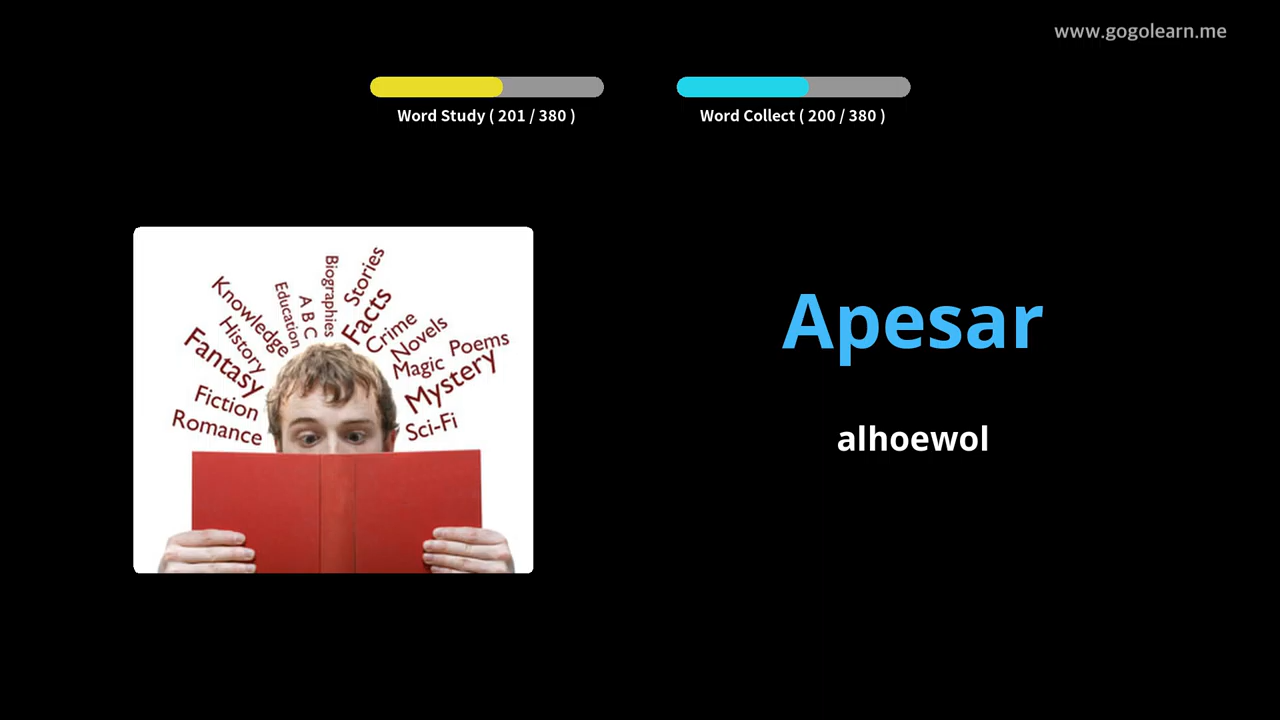 www.gogolearn.me
Word Study ( 201 / 380 )
Word Collect ( 200 / 380 )
Biographies
Stories
Education
A B C
Facts
Knowledge
Crime
History
Novels
Fantasy
Magic
Poems
Mystery
Fiction
Romance
Sci-Fi
Apesar
alhoewol